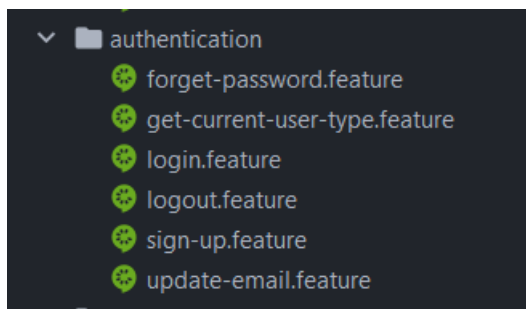 authentication
forget-password.feature
get-current-user-type.feature
login.feature
logout.feature
sign-up.feature
update-email.feature